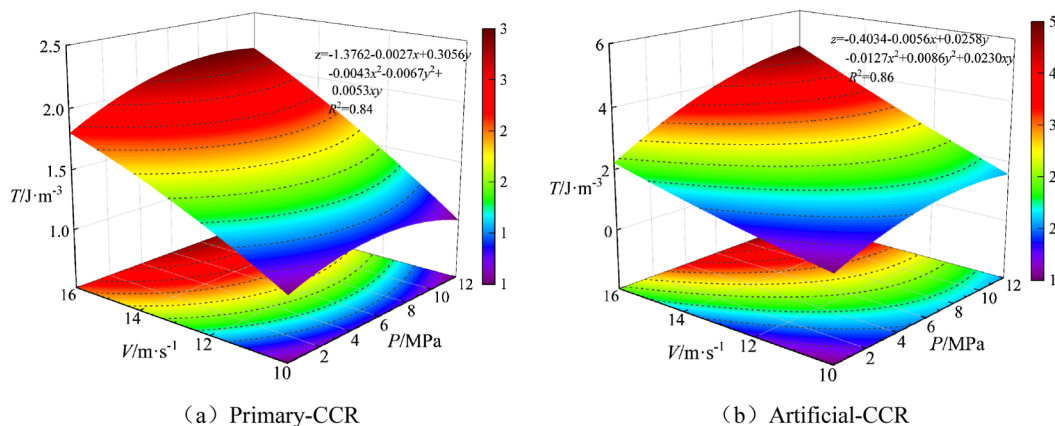 2.5
2.0
1.5
1.0
T/J·m⁻³
z=-1.3762-0.0027x+0.3056y
-0.0043x²-0.0067y²+
0.0053xy
R²=0.84
16
14
12
10
V/m·s⁻¹
2
4
6
8
10
12
P/MPa
3
3
2
2
1
1
(a) Primary-CCR
6
4
2
0
T/J·m⁻³
z=-0.4034-0.0056x+0.0258y
-0.0127x²+0.0086y²+0.0230xy
R²=0.86
16
14
12
10
V/m·s⁻¹
2
4
6
8
10
12
P/MPa
5
4
3
2
1
(b) Artificial-CCR